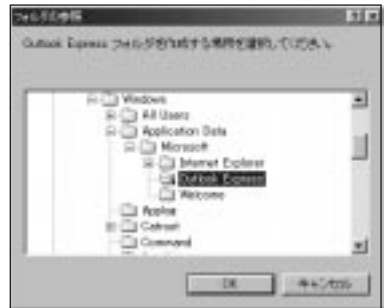 フォルダの参照
Outlook Express フォルダを作成する場所を選択してください。
Windows
All Users
Application Data
Microsoft
Internet Explorer
Outlook Express
Welcome
Applog
Catroot
Command
OK
キャンセル